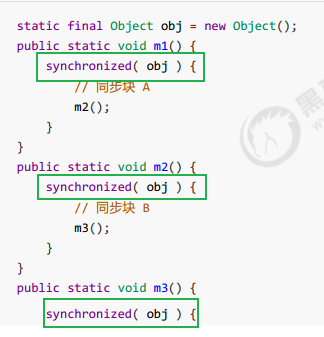 static final Object obj = new Object();
public static void m1() {
synchronized( obj ) {
// 同步块 A
m2();
}
}
public static void m2() {
synchronized( obj ) {
// 同步块 B
m3();
}
}
public static void m3() {
synchronized( obj ) {
黑